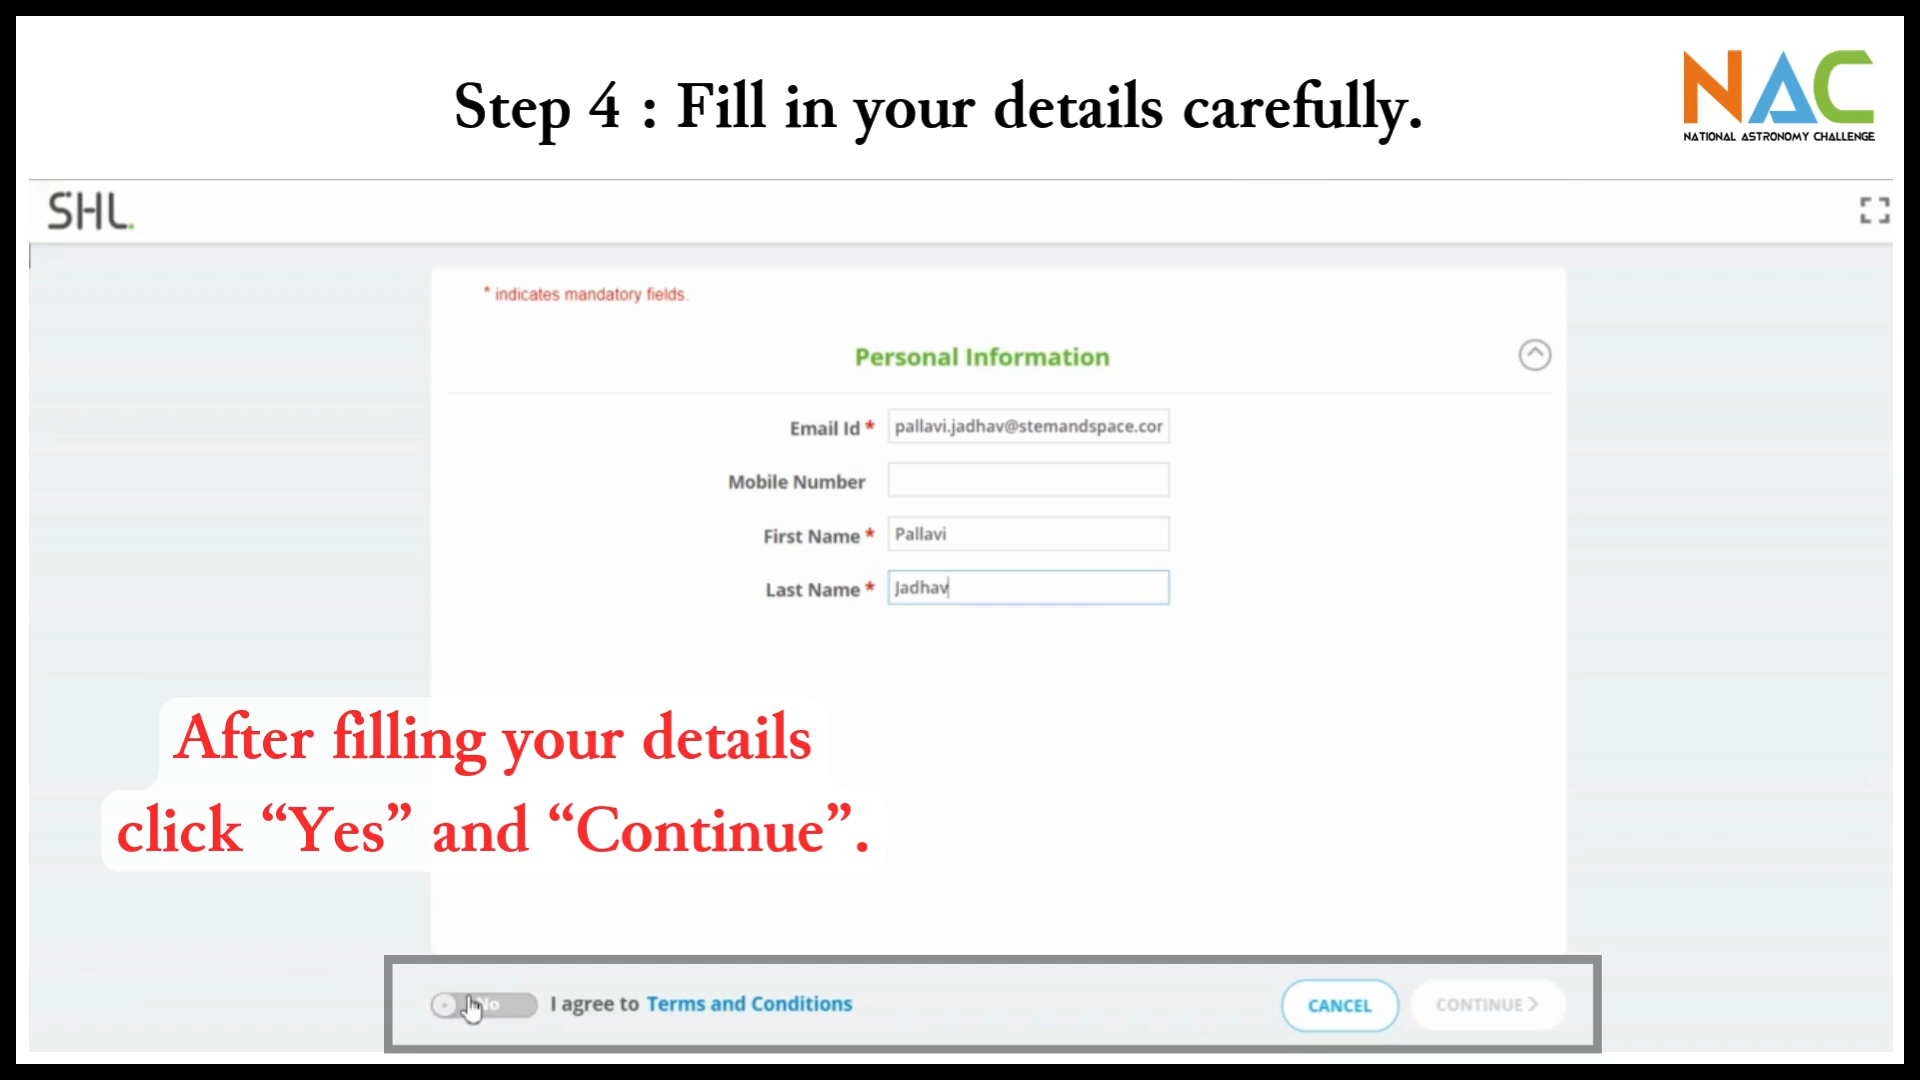 Step 4 : Fill in your details carefully.
NAC
NATIONAL ASTRONOMY CHALLENGE
SHL.
* indicates mandatory fields.
Personal Information
Email Id * pallavi.jadhav@stemandspace.cor
Mobile Number
First Name * Pallavi
Last Name * Jadhav
After filling your details
click “Yes” and “Continue”.
No I agree to Terms and Conditions CANCEL CONTINUE